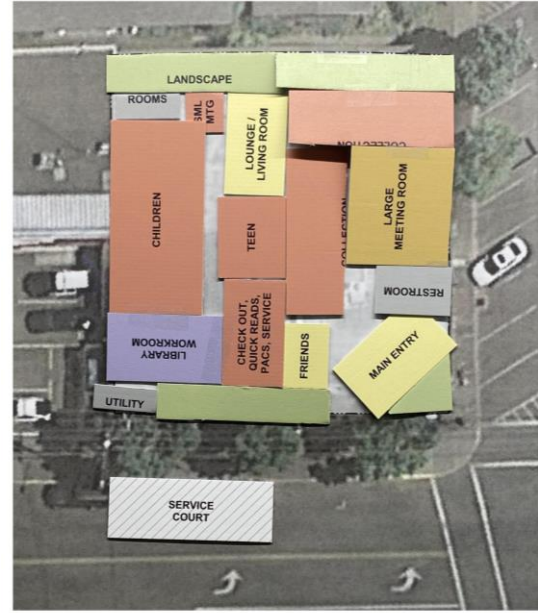 LANDSCAPE
ROOMS
SML
MTG
LOUNGE /
LIVING ROOM
COLLECTION
CHILDREN
TEEN
COLLECTION
LARGE
MEETING ROOM
RESTROOM
LIBRARY
WORKROOM
CHECK OUT,
QUICK READS,
PACS, SERVICE
FRIENDS
MAIN ENTRY
UTILITY
SERVICE
COURT